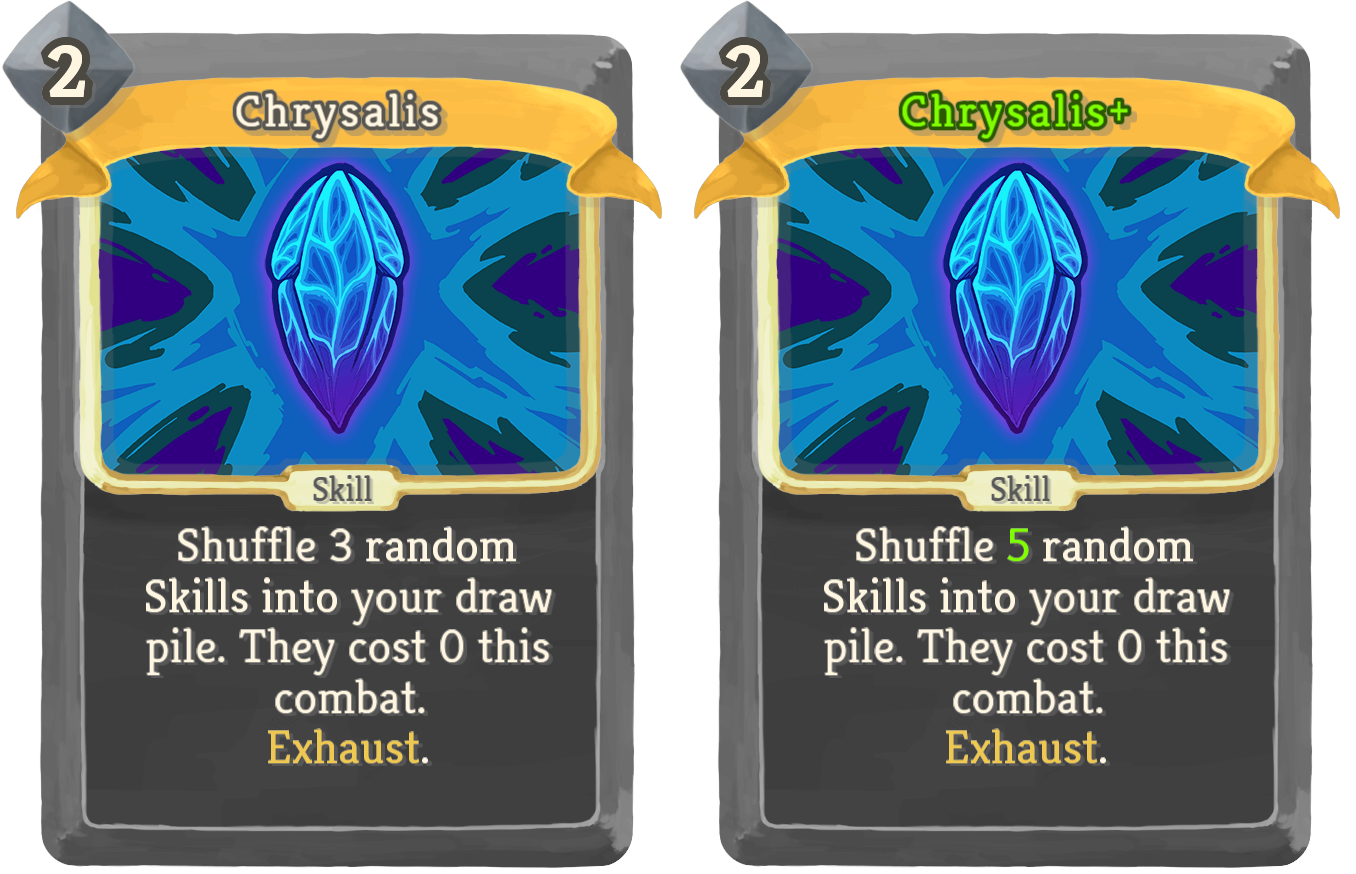 2
Chrysalis
Skill
Shuffle 3 random
Skills into your draw
pile. They cost 0 this
combat.
Exhaust.
2
Chrysalis+
Skill
Shuffle 5 random
Skills into your draw
pile. They cost 0 this
combat.
Exhaust.